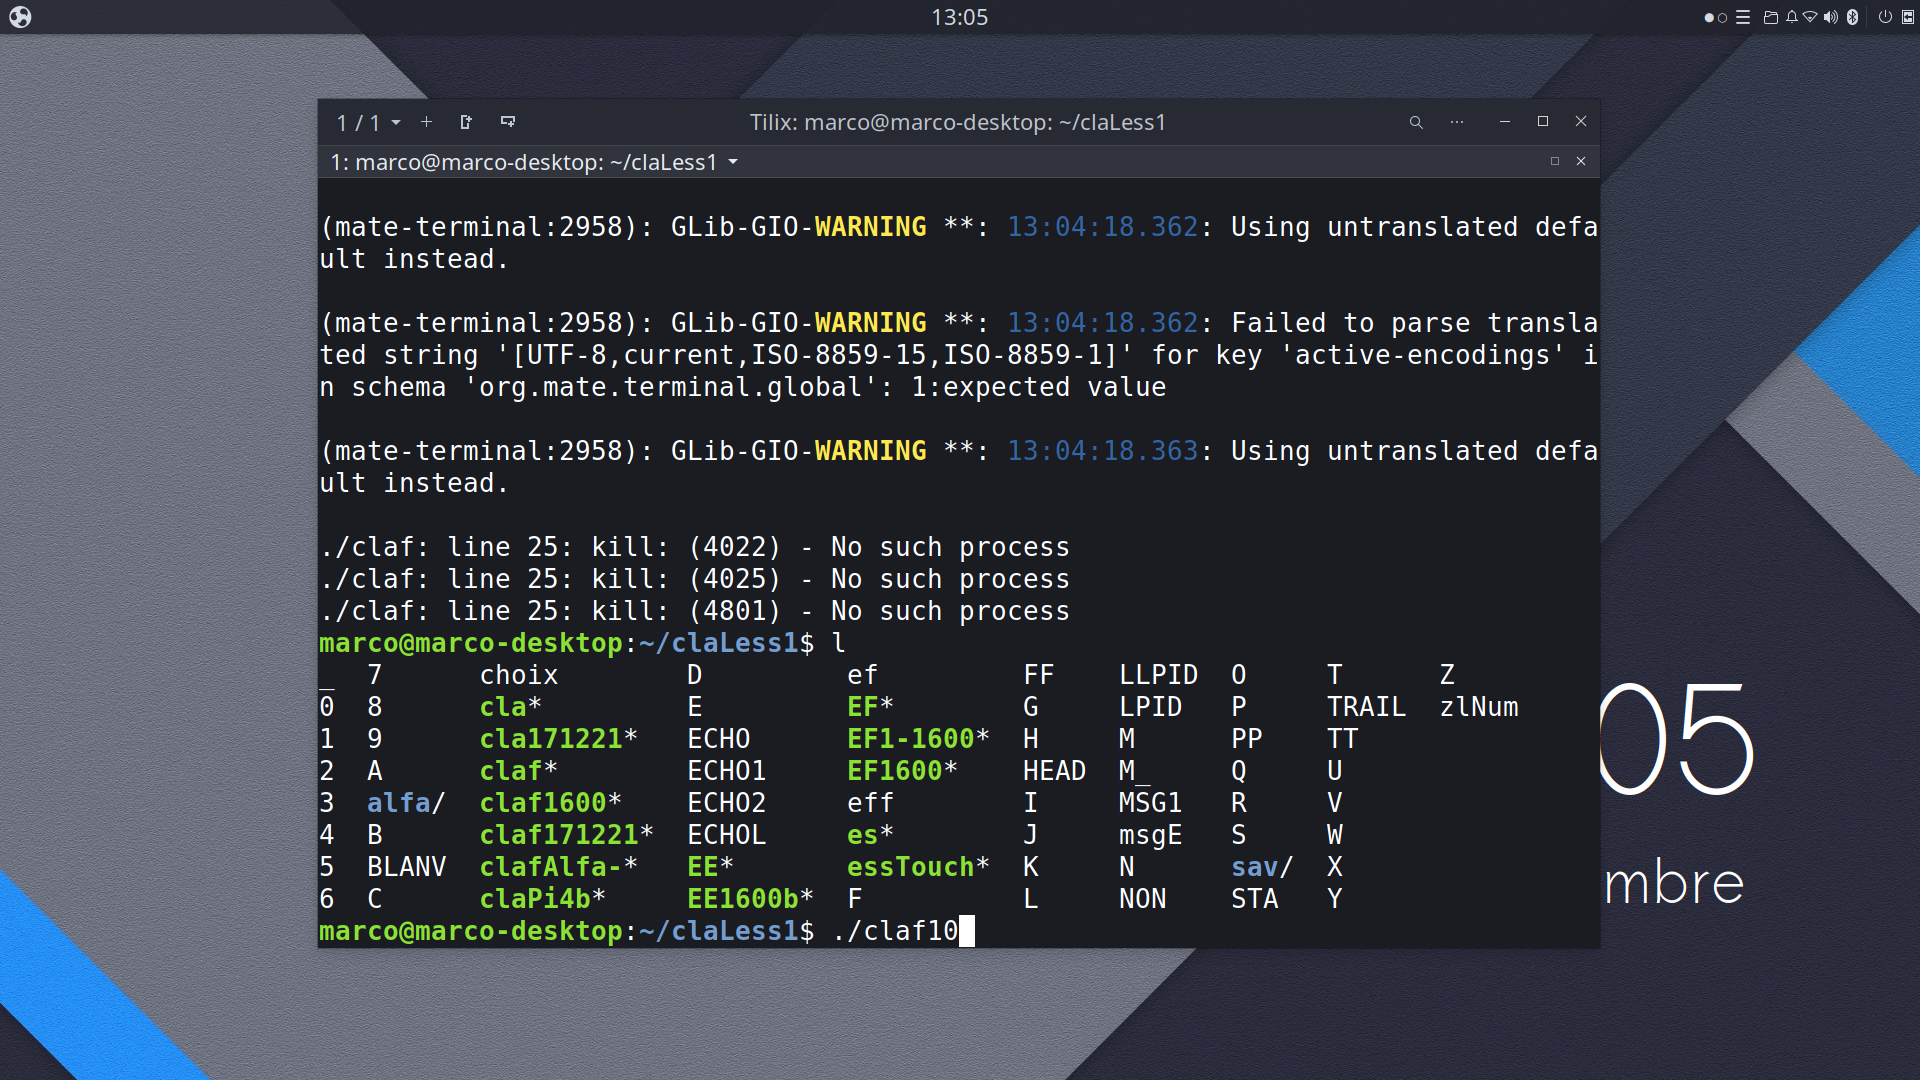 13:05
1 / 1
Tilix: marco@marco-desktop: ~/claLess1
1: marco@marco-desktop: ~/claLess1
(mate-terminal:2958): GLib-GIO-WARNING **: 13:04:18.362: Using untranslated defa
ult instead.
(mate-terminal:2958): GLib-GIO-WARNING **: 13:04:18.362: Failed to parse transla
ted string '[UTF-8,current,ISO-8859-15,ISO-8859-1]' for key 'active-encodings' i
n schema 'org.mate.terminal.global': 1:expected value
(mate-terminal:2958): GLib-GIO-WARNING **: 13:04:18.363: Using untranslated defa
ult instead.
./claf: line 25: kill: (4022) - No such process
./claf: line 25: kill: (4025) - No such process
./claf: line 25: kill: (4801) - No such process
marco@marco-desktop:~/claLess1$ l
_ 7 choix D ef FF LLPID O T Z
0 8 cla* E EF* G LPID P TRAIL zlNum
1 9 cla171221* ECHO EF1-1600* H M PP TT
2 A claf* ECHO1 EF1600* HEAD M_ Q U
3 alfa/ claf1600* ECHO2 eff I MSG1 R V
4 B claf171221* ECHOL es* J msgE S W
5 BLANV clafAlfa-* EE* essTouch* K N sav/ X
6 C claPi4b* EE1600b* F L NON STA Y
marco@marco-desktop:~/claLess1$ ./claf10
05
mbre